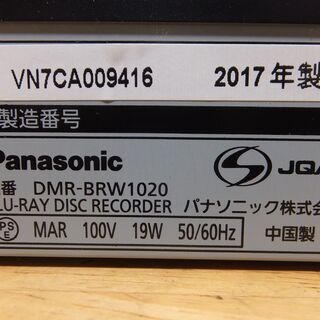 VN7CA009416 2017年製
製造番号
Panasonic JQA
番 DMR-BRW1020
LU-RAY DISC RECORDER パナソニック株式会
PS E MAR 100V 19W 50/60Hz 中国製